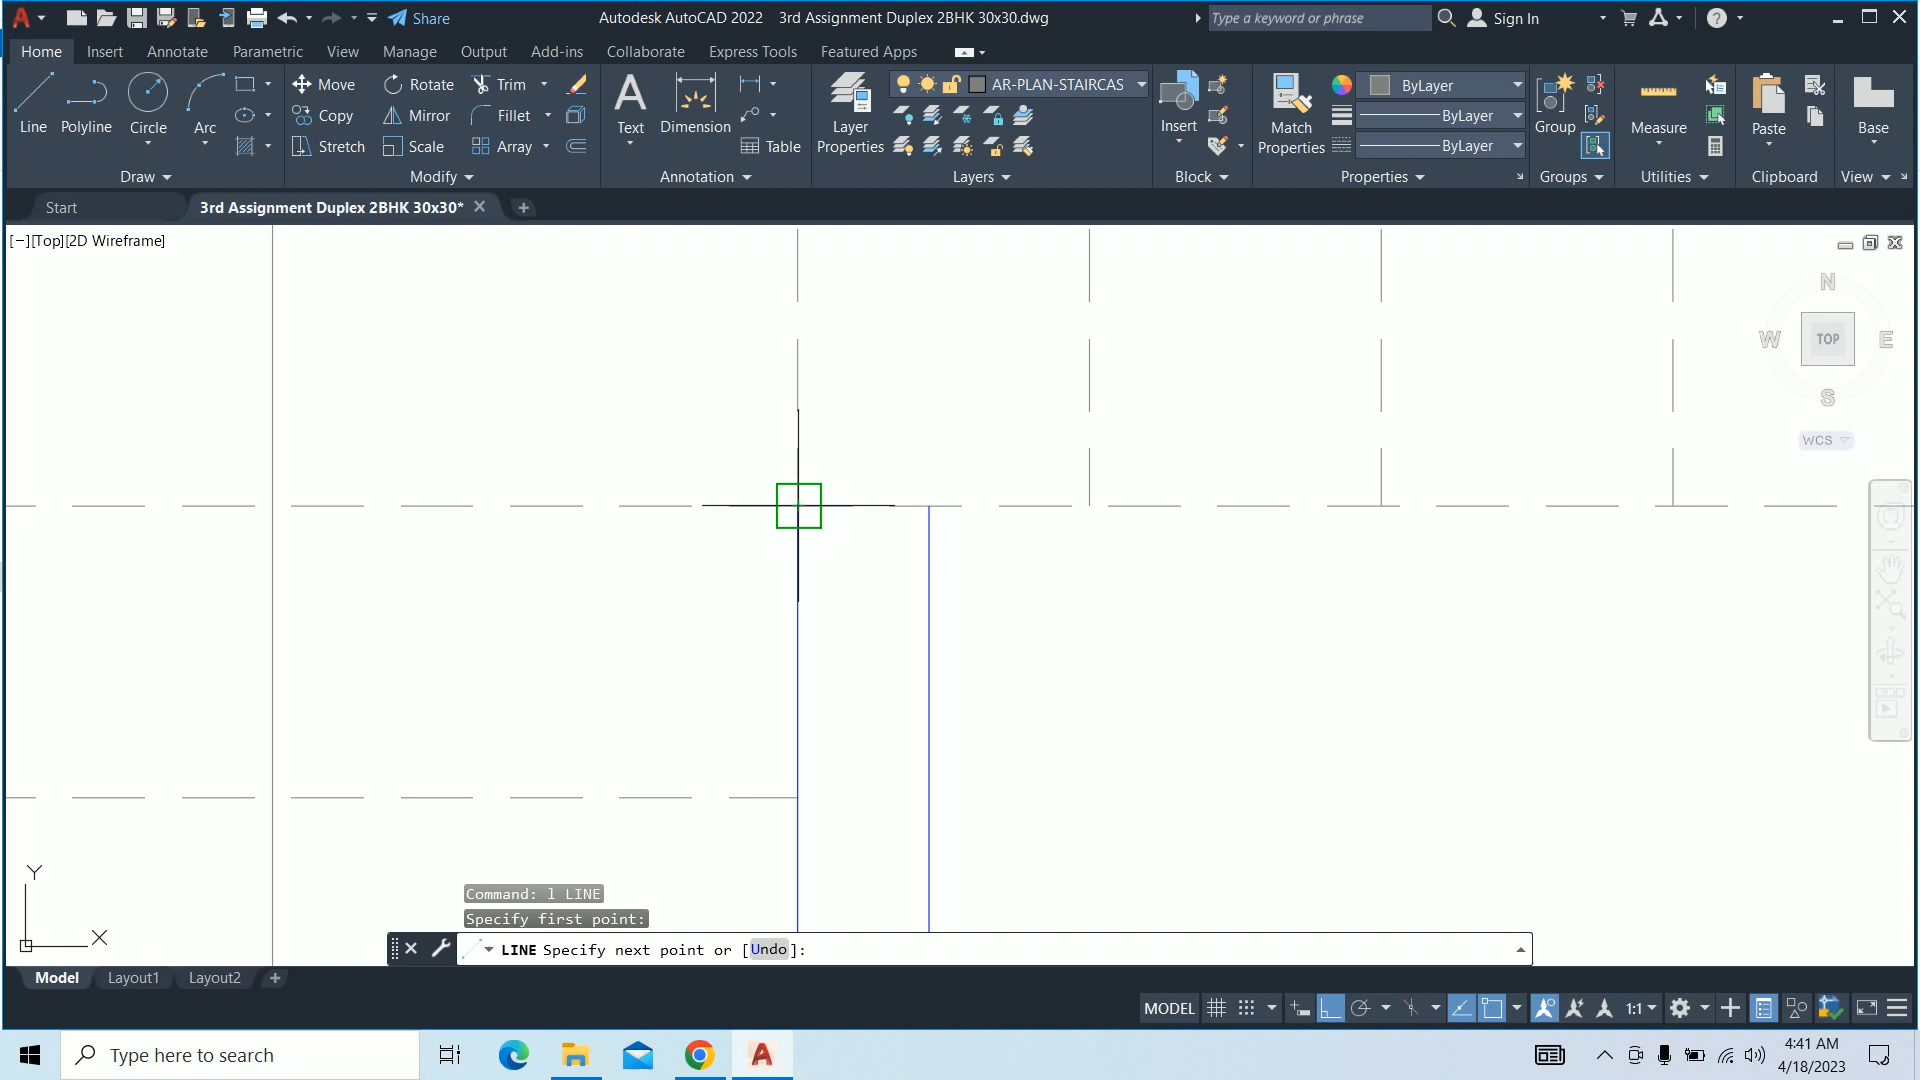 Share
Autodesk AutoCAD 2022 3rd Assignment Duplex 2BHK 30x30.dwg
Type a keyword or phrase
Sign In
Home Insert Annotate Parametric View Manage Output Add-ins Collaborate Express Tools Featured Apps
Line Polyline Circle Arc
Move Rotate Trim
Copy Mirror Fillet
Stretch Scale Array
Text Dimension Table
Layer Properties
AR-PLAN-STAIRCAS
Insert
Match Properties
ByLayer
ByLayer
ByLayer
Group
Measure
Paste
Base
Draw Modify Annotation Layers Block Properties Groups Utilities Clipboard View
Start 3rd Assignment Duplex 2BHK 30x30*
[−][Top][2D Wireframe]
N
W TOP E
S
WCS
Y
X
Command: l LINE
Specify first point:
LINE Specify next point or [Undo]:
Model Layout1 Layout2
MODEL 1:1
Type here to search
4:41 AM
4/18/2023